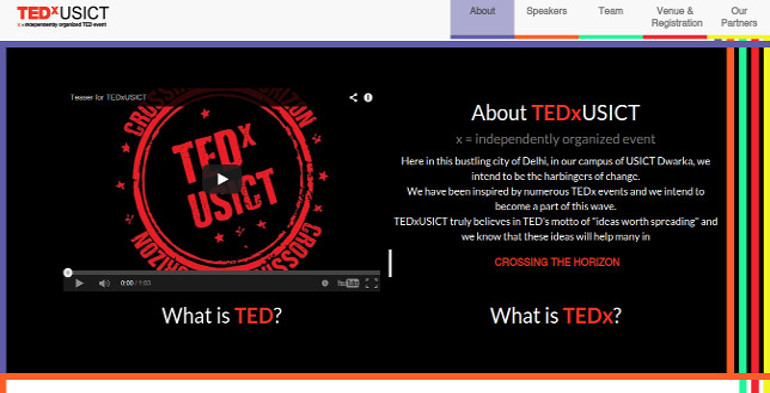 TEDxUSICT
x = independently organized TED event
About
Speakers
Team
Venue &
Registration
Our
Partners
Teaser for TEDxUSICT
CROSSING THE HORIZON
TEDx
USICT
0:00 / 1:03
YouTube
About TEDxUSICT
x = independently organized event
Here in this bustling city of Delhi, in our campus of USICT Dwarka, we
intend to be the harbingers of change.
We have been inspired by numerous TEDx events and we intend to
become a part of this wave.
TEDxUSICT truly believes in TED's motto of "ideas worth spreading" and
we know that these ideas will help many in
CROSSING THE HORIZON
What is TED?
What is TEDx?